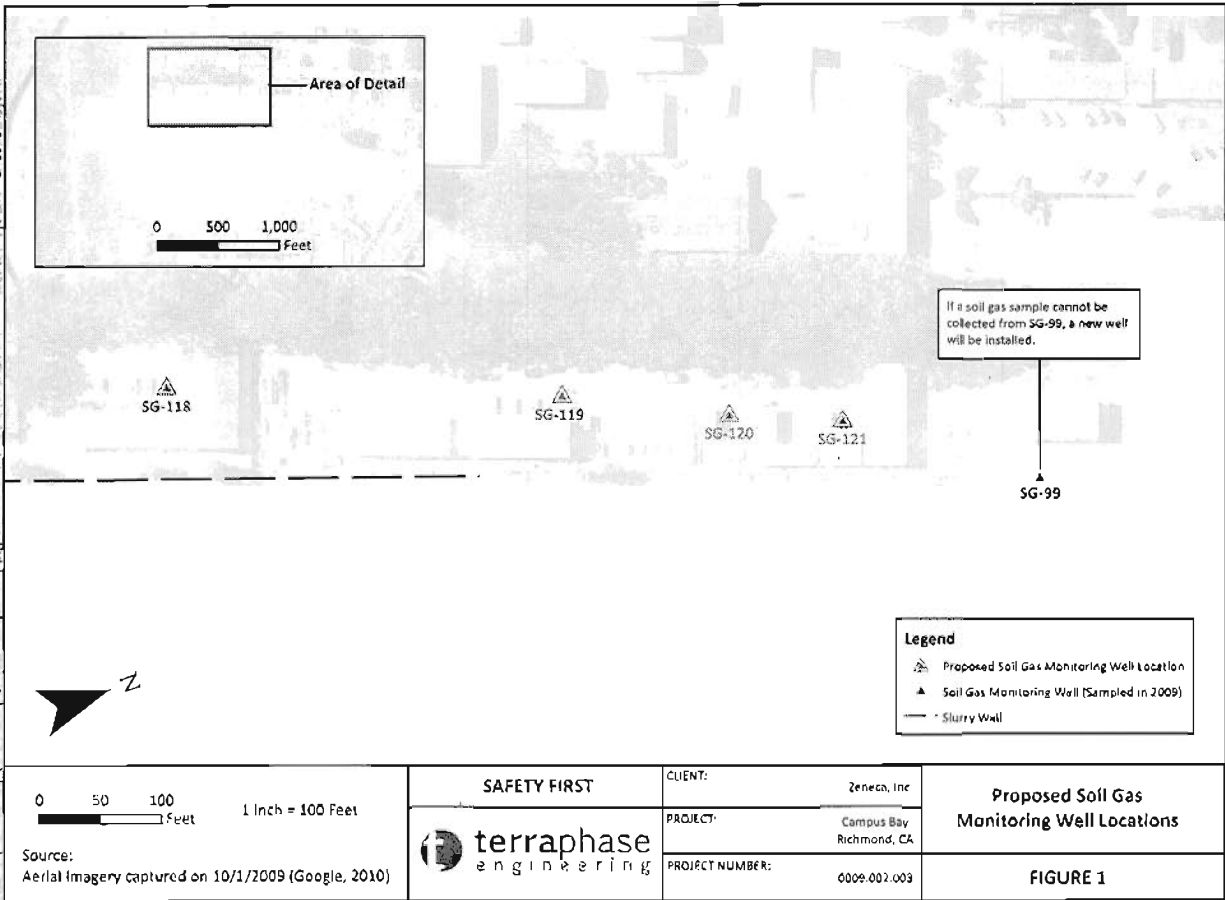 Area of Detail
0 500 1,000
Feet
If a soil gas sample cannot be
collected from SG-99, a new well
will be installed.
SG-118
SG-119
SG-120
SG-121
SG-99
N
Legend
Proposed Soil Gas Monitoring Well Location
Soil Gas Monitoring Well (Sampled in 2009)
Slurry Wall
0 50 100
Feet
1 Inch = 100 Feet
Source:
Aerial Imagery captured on 10/1/2009 (Google, 2010)
SAFETY FIRST
terraphase
engineering
CLIENT:
Zeneca, Inc
PROJECT:
Campus Bay
Richmond, CA
PROJECT NUMBER:
0009.002.003
Proposed Soil Gas
Monitoring Well Locations
FIGURE 1